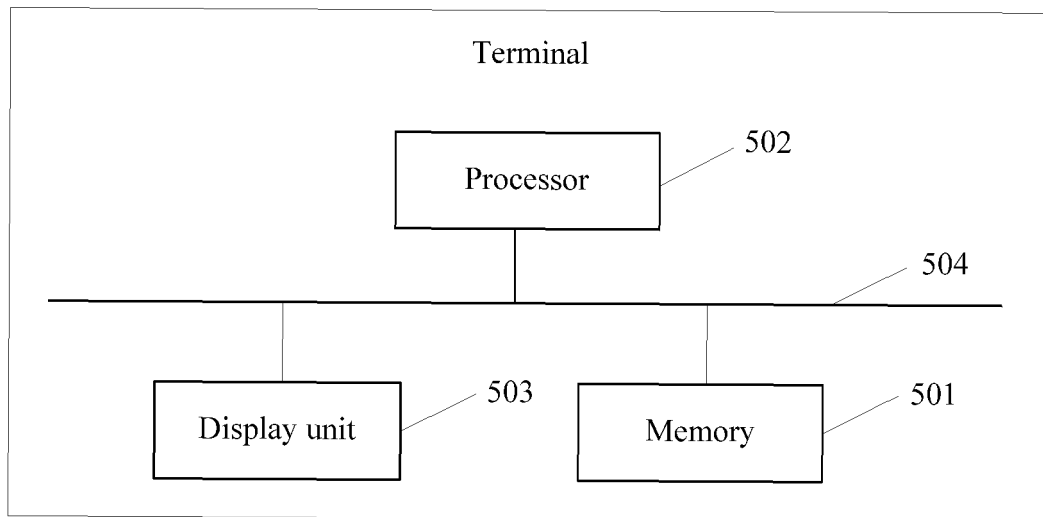 Terminal
Processor
502
504
Display unit
503
Memory
501